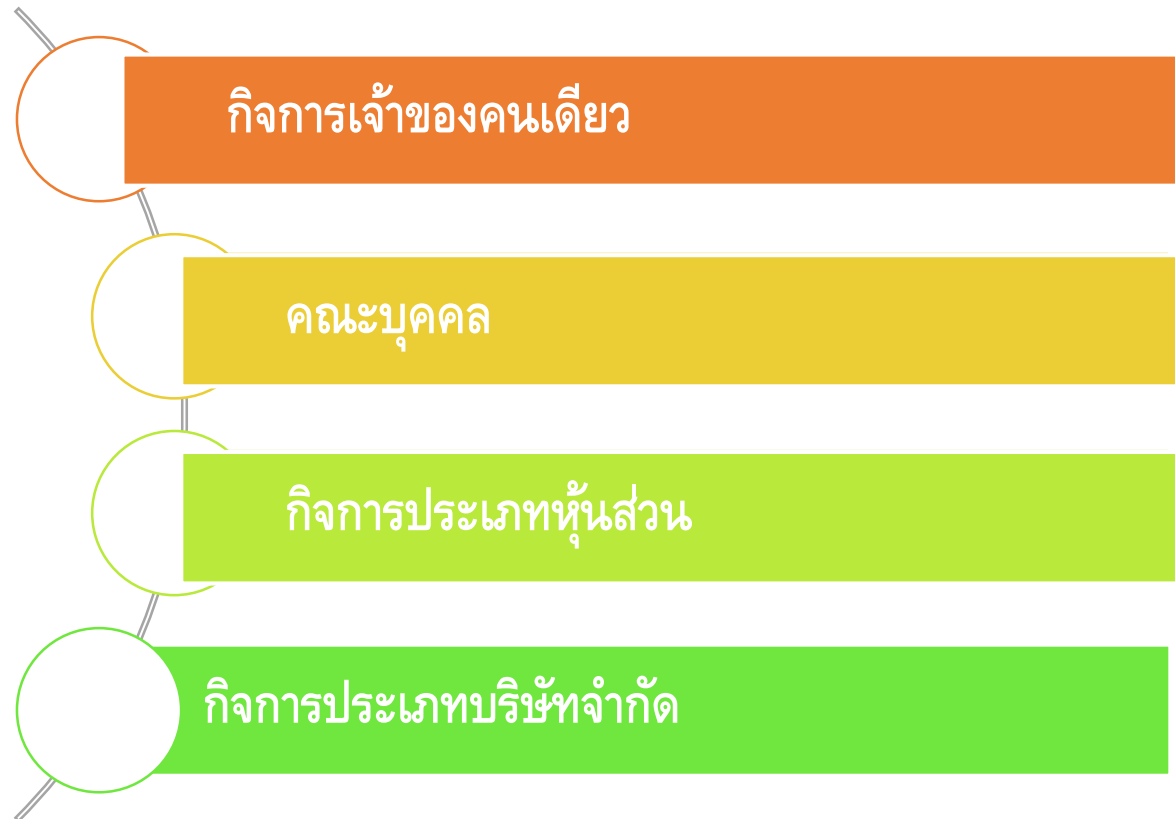 กิจการเจ้าของคนเดียว
คณะบุคคล
กิจการประเภทหุ้นส่วน
กิจการประเภทบริษัทจำกัด